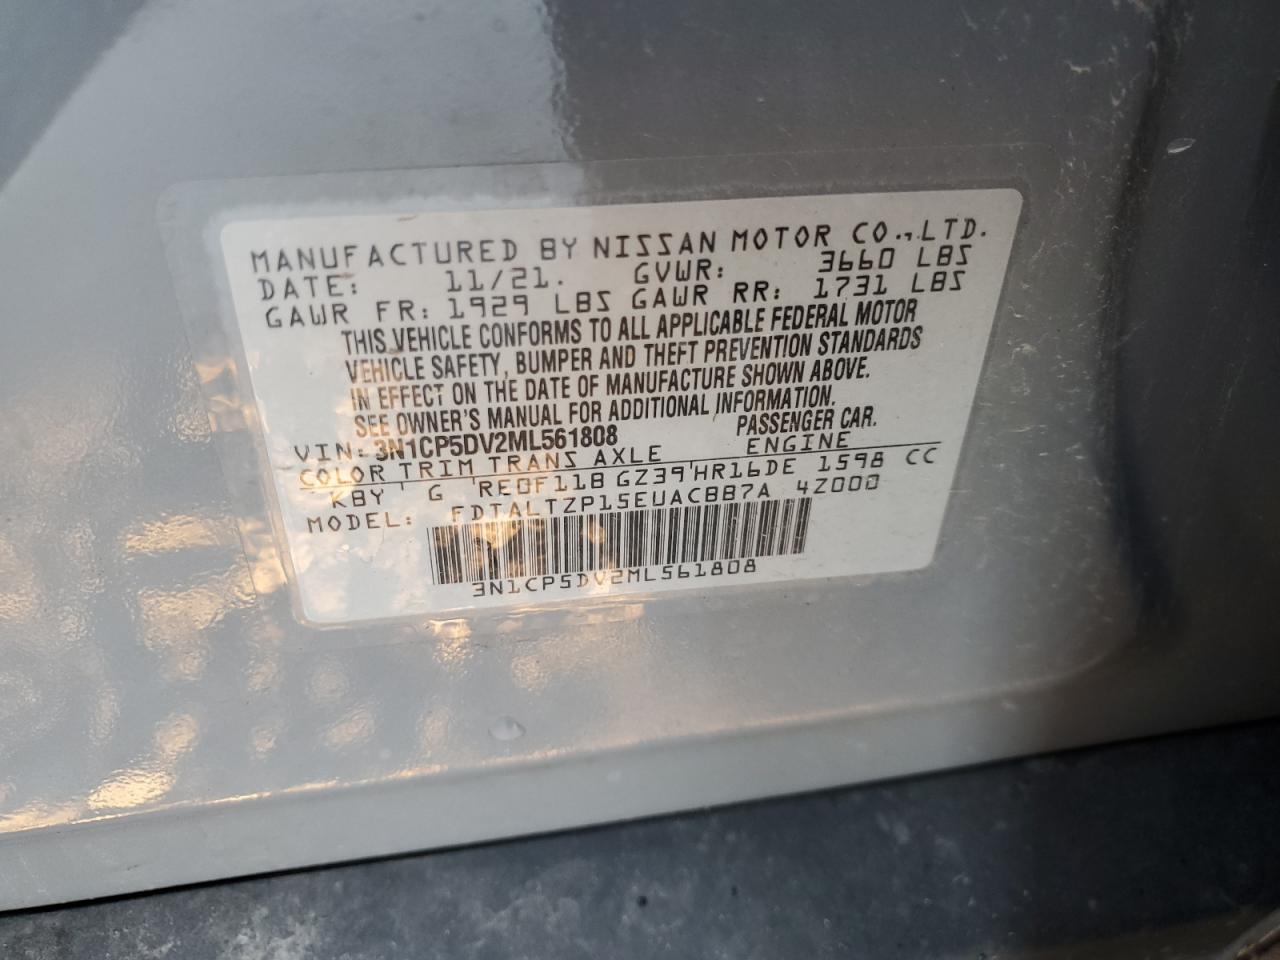 MANUFACTURED BY NISSAN MOTOR CO., LTD.
DATE: 11/21. GVWR: 3660 LBS
GAWR FR: 1929 LBS GAWR RR: 1731 LBS
THIS VEHICLE CONFORMS TO ALL APPLICABLE FEDERAL MOTOR
VEHICLE SAFETY, BUMPER AND THEFT PREVENTION STANDARDS
IN EFFECT ON THE DATE OF MANUFACTURE SHOWN ABOVE.
SEE OWNER'S MANUAL FOR ADDITIONAL INFORMATION.
VIN: 3N1CP5DV2ML561808 PASSENGER CAR.
COLOR TRIM TRANS AXLE ENGINE
KBY G RE0F11B GZ39 HR16DE 1598 CC
MODEL: FDTALTZP15EUAC887A 4Z000
3N1CP5DV2ML561808